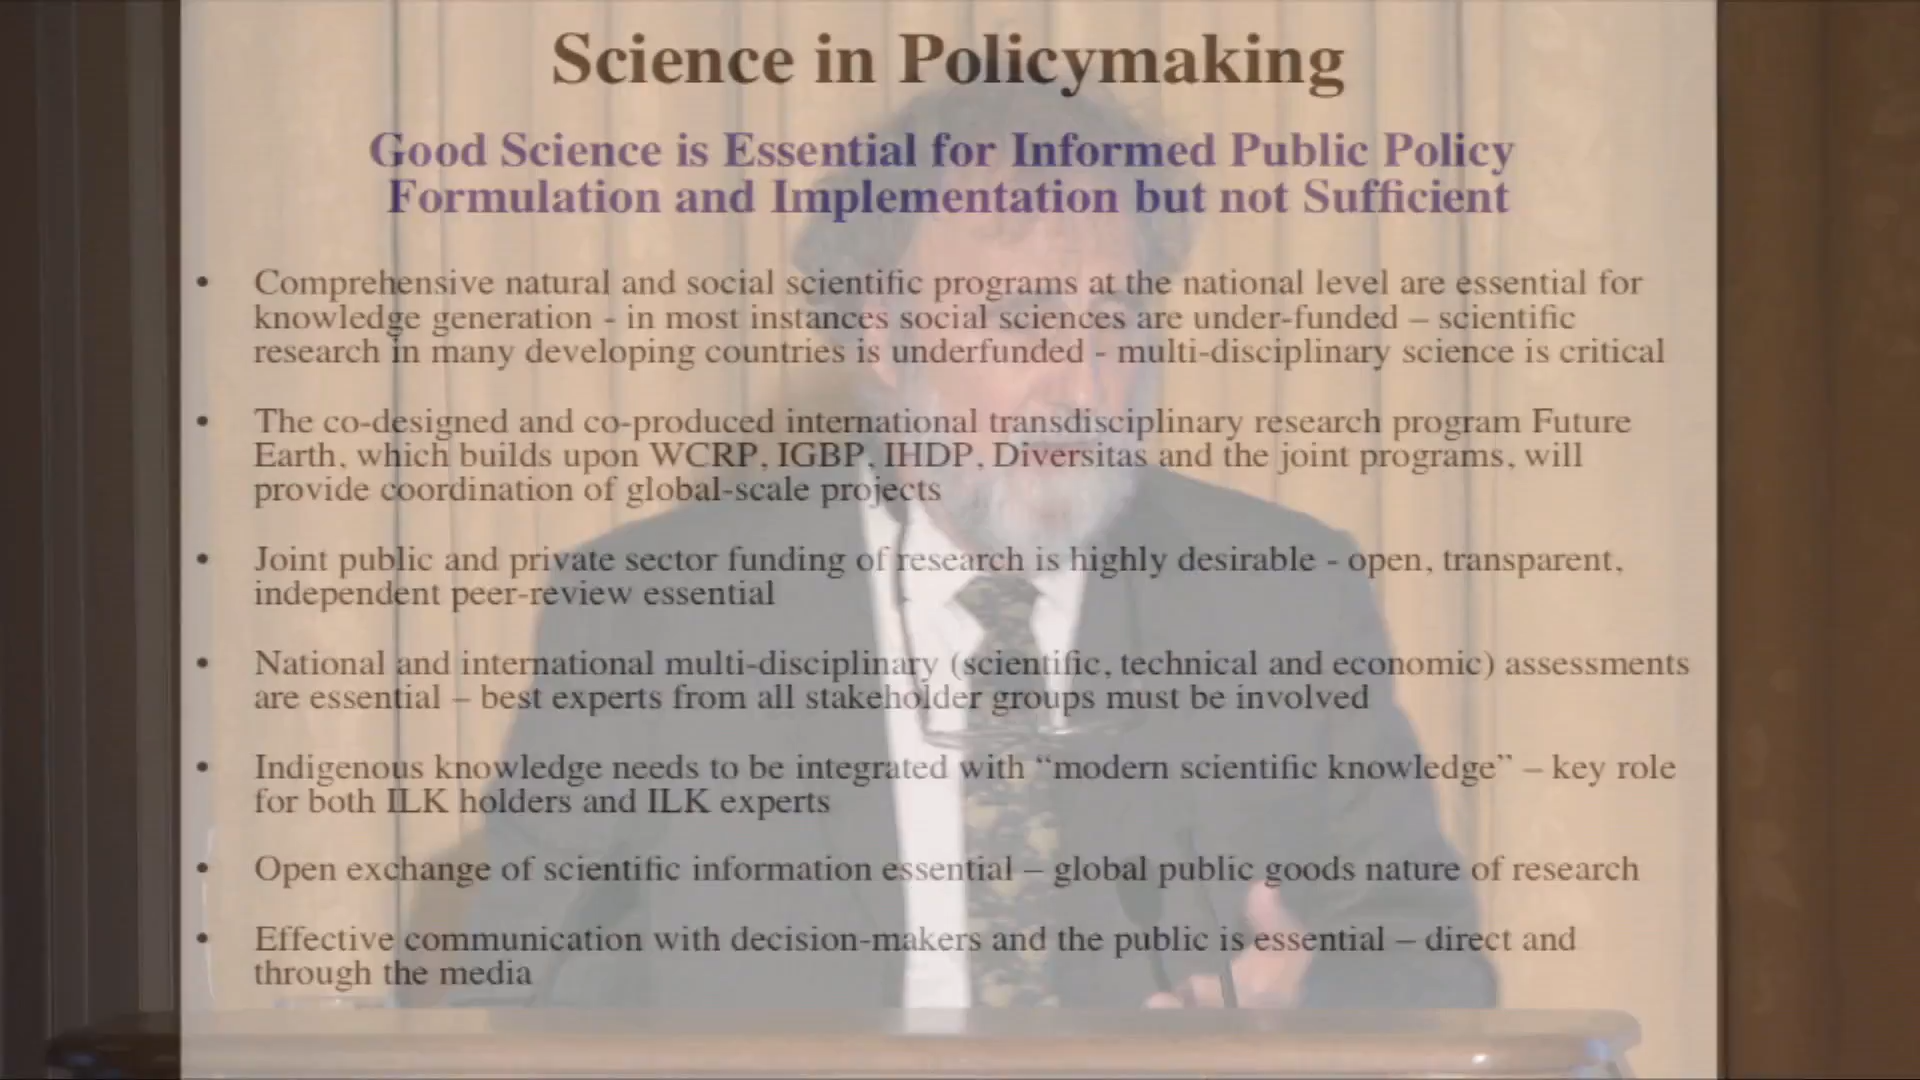 Science in Policymaking
Good Science is Essential for Informed Public Policy
Formulation and Implementation but not Sufficient
• Comprehensive natural and social scientific programs at the national level are essential for
knowledge generation - in most instances social sciences are under-funded – scientific
research in many developing countries is underfunded - multi-disciplinary science is critical
• The co-designed and co-produced international transdisciplinary research program Future
Earth, which builds upon WCRP, IGBP, IHDP, Diversitas and the joint programs, will
provide coordination of global-scale projects
• Joint public and private sector funding of research is highly desirable - open, transparent,
independent peer-review essential
• National and international multi-disciplinary (scientific, technical and economic) assessments
are essential – best experts from all stakeholder groups must be involved
• Indigenous knowledge needs to be integrated with “modern scientific knowledge” – key role
for both ILK holders and ILK experts
• Open exchange of scientific information essential – global public goods nature of research
• Effective communication with decision-makers and the public is essential – direct and
through the media